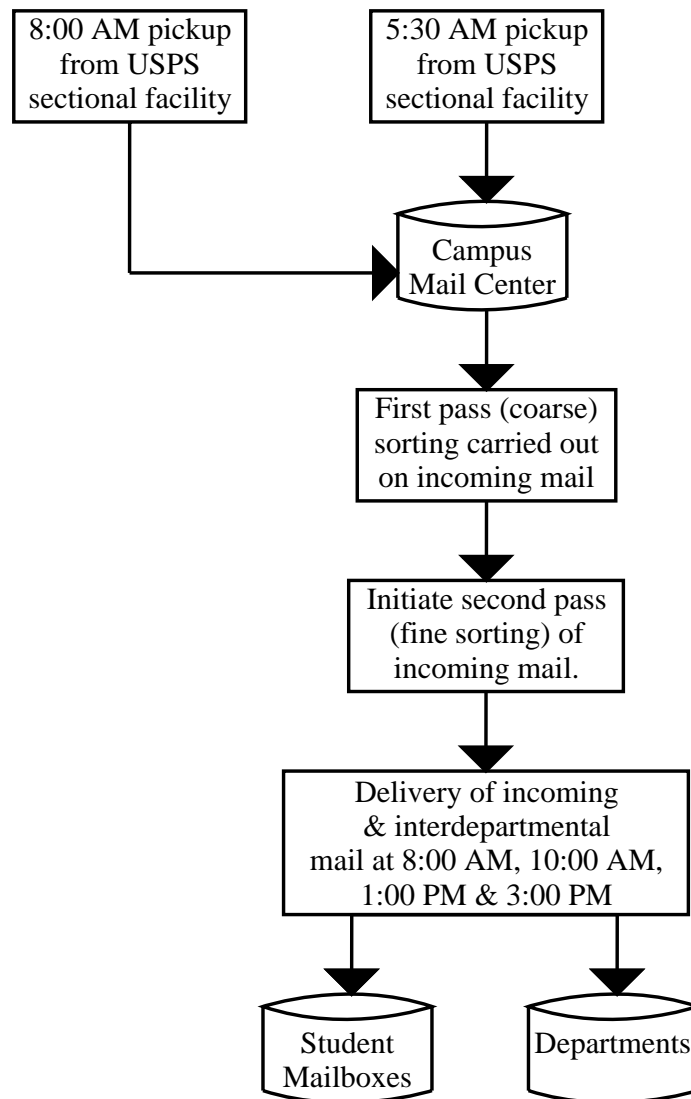 8:00 AM pickup
from USPS
sectional facility
5:30 AM pickup
from USPS
sectional facility
Campus
Mail Center
First pass (coarse)
sorting carried out
on incoming mail
Initiate second pass
(fine sorting) of
incoming mail.
Delivery of incoming
& interdepartmental
mail at 8:00 AM, 10:00 AM,
1:00 PM & 3:00 PM
Student
Mailboxes
Departments